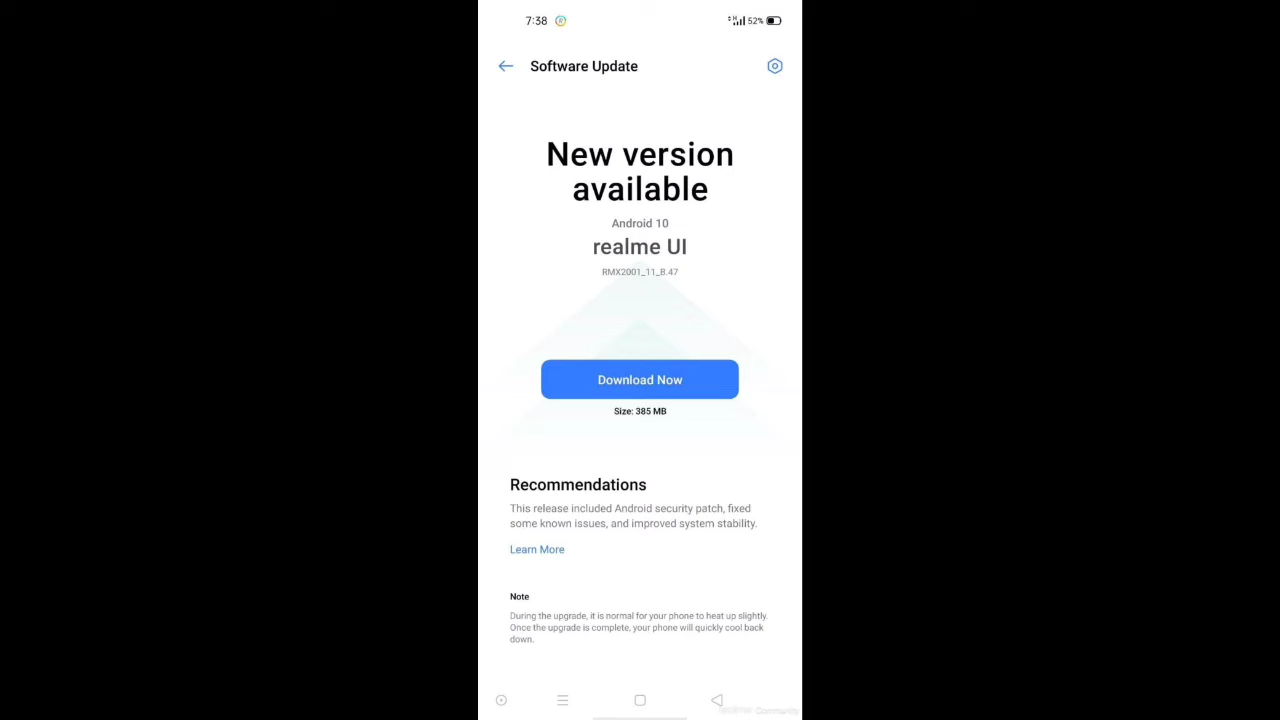 7:38
52%
Software Update
New version
available
Android 10
realme UI
RMX2001_11_B.47
Download Now
Size: 385 MB
Recommendations
This release included Android security patch, fixed
some known issues, and improved system stability.
Learn More
Note
During the upgrade, it is normal for your phone to heat up slightly.
Once the upgrade is complete, your phone will quickly cool back
down.
realme Community